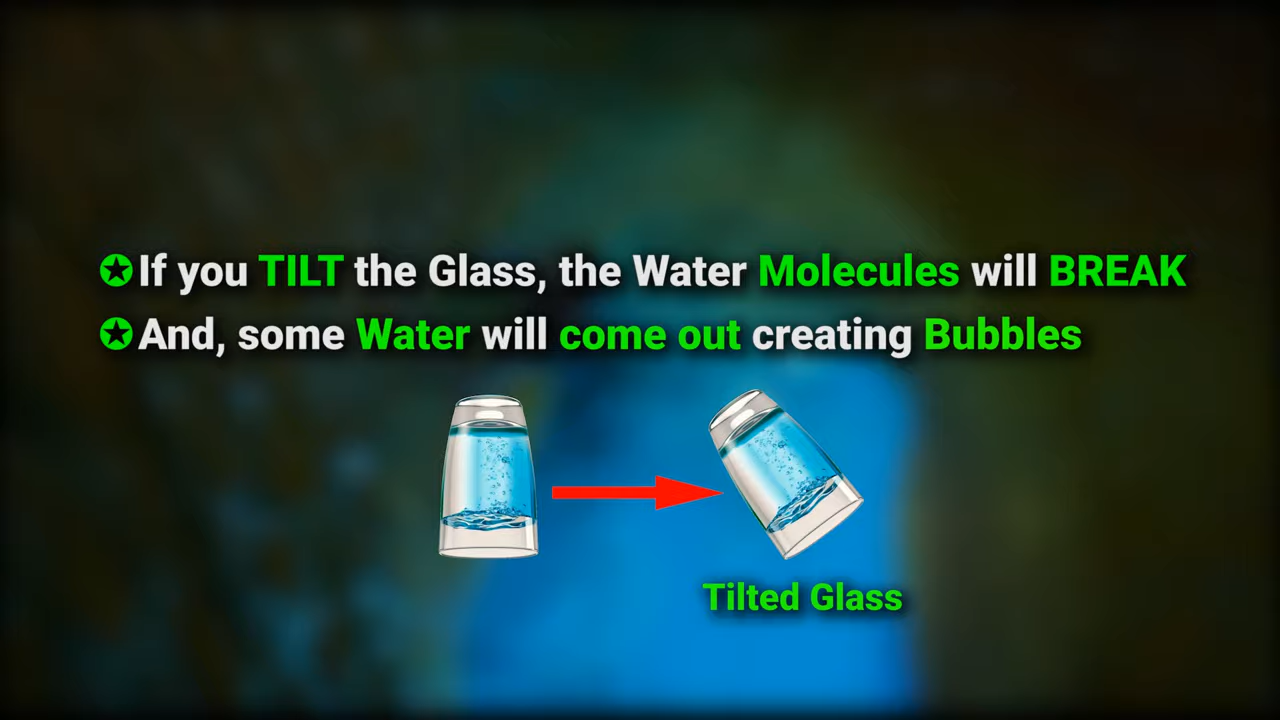 ✪If you TILT the Glass, the Water Molecules will BREAK
✪And, some Water will come out creating Bubbles
Tilted Glass